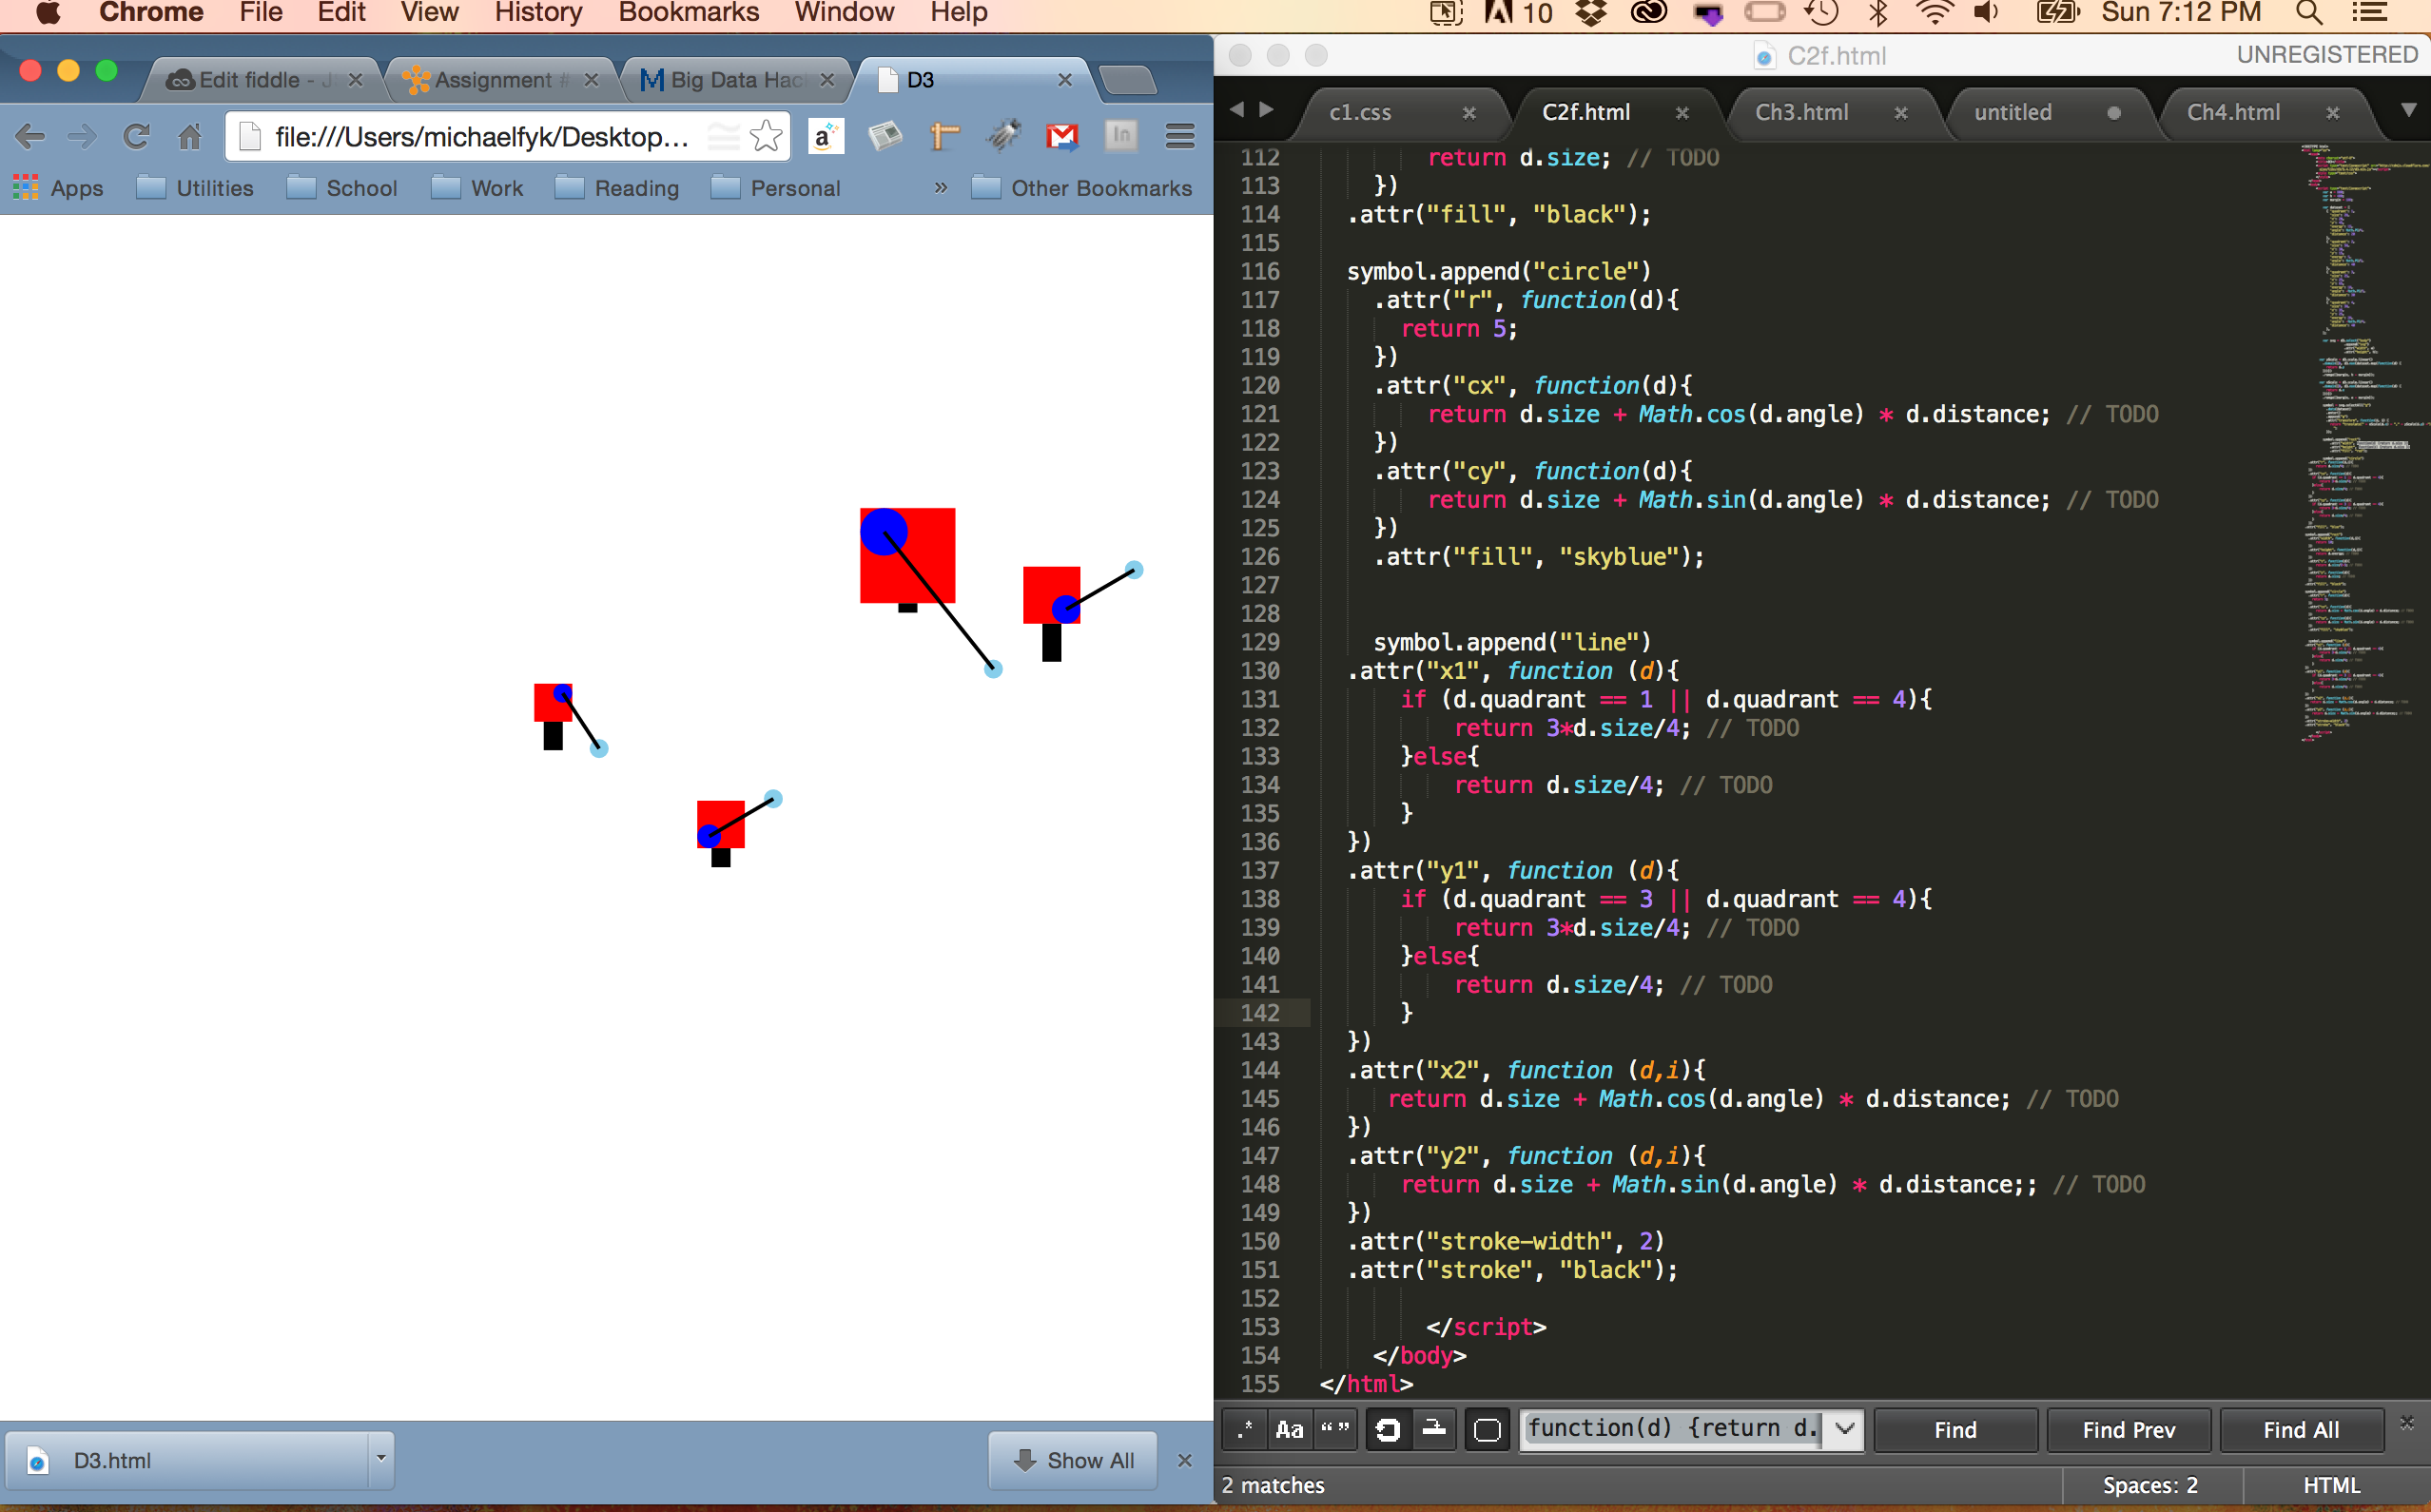 Chrome File Edit View History Bookmarks Window Help 10 Sun 7:12 PM
Edit fiddle - J Assignment # Big Data Hac D3
file:///Users/michaelfyk/Desktop...
Apps Utilities School Work Reading Personal » Other Bookmarks
D3.html Show All
C2f.html UNREGISTERED
c1.css C2f.html Ch3.html untitled Ch4.html
112 return d.size; // TODO
113 })
114 .attr("fill", "black");
115
116 symbol.append("circle")
117 .attr("r", function(d){
118 return 5;
119 })
120 .attr("cx", function(d){
121 return d.size + Math.cos(d.angle) * d.distance; // TODO
122 })
123 .attr("cy", function(d){
124 return d.size + Math.sin(d.angle) * d.distance; // TODO
125 })
126 .attr("fill", "skyblue");
127
128
129 symbol.append("line")
130 .attr("x1", function (d){
131 if (d.quadrant == 1 || d.quadrant == 4){
132 return 3*d.size/4; // TODO
133 }else{
134 return d.size/4; // TODO
135 }
136 })
137 .attr("y1", function (d){
138 if (d.quadrant == 3 || d.quadrant == 4){
139 return 3*d.size/4; // TODO
140 }else{
141 return d.size/4; // TODO
142 }
143 })
144 .attr("x2", function (d,i){
145 return d.size + Math.cos(d.angle) * d.distance; // TODO
146 })
147 .attr("y2", function (d,i){
148 return d.size + Math.sin(d.angle) * d.distance;; // TODO
149 })
150 .attr("stroke-width", 2)
151 .attr("stroke", "black");
152
153 </script>
154 </body>
155 </html>
.* Aa “” function(d) {return d. Find Find Prev Find All
2 matches Spaces: 2 HTML